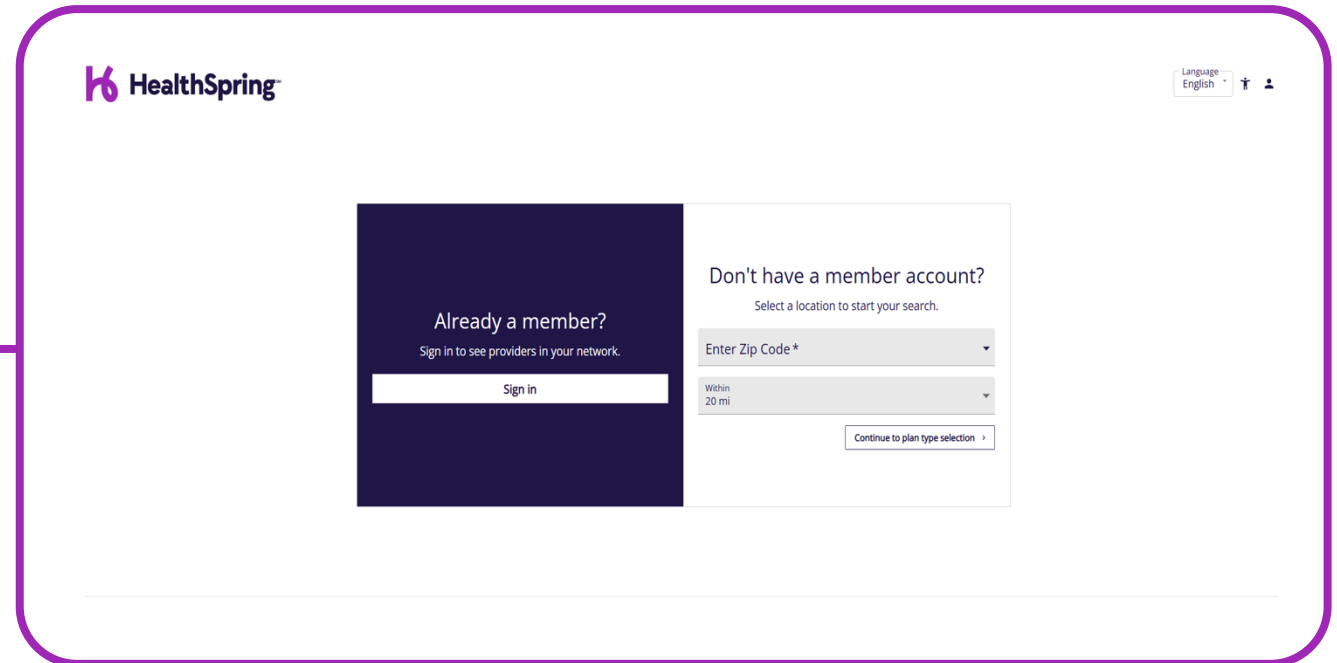 HealthSpring
Language
English
Already a member?
Sign in to see providers in your network.
Sign in
Don't have a member account?
Select a location to start your search.
Enter Zip Code *
Within
20 mi
Continue to plan type selection